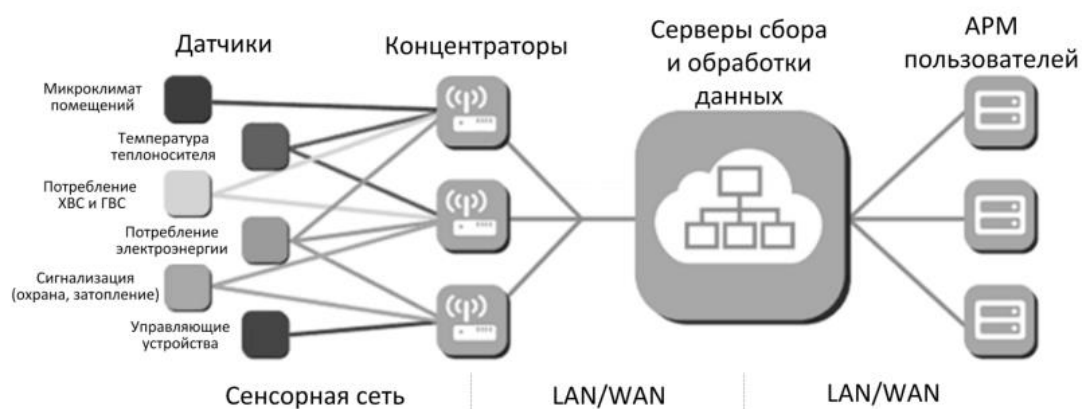 Датчики
Концентраторы
Серверы сбора
и обработки
данных
АРМ
пользователей
Микроклимат
помещений
Температура
теплоносителя
Потребление
ХВС и ГВС
Потребление
электроэнергии
Сигнализация
(охрана, затопление)
Управляющие
устройства
Сенсорная сеть
LAN/WAN
LAN/WAN